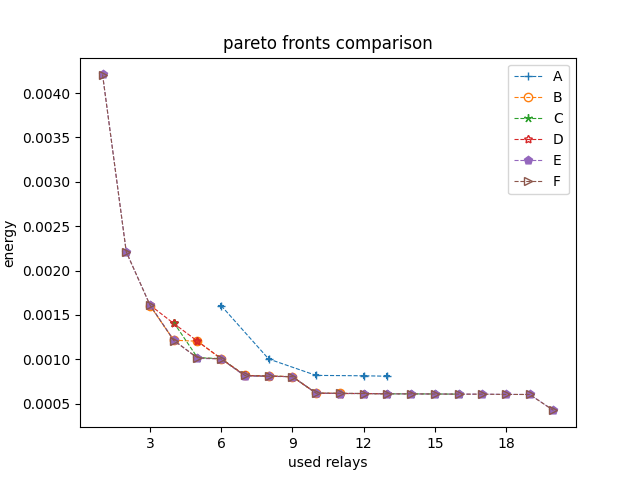 pareto fronts comparison
A
B
C
D
E
F
energy
0.0040
0.0035
0.0030
0.0025
0.0020
0.0015
0.0010
0.0005
3 6 9 12 15 18
used relays